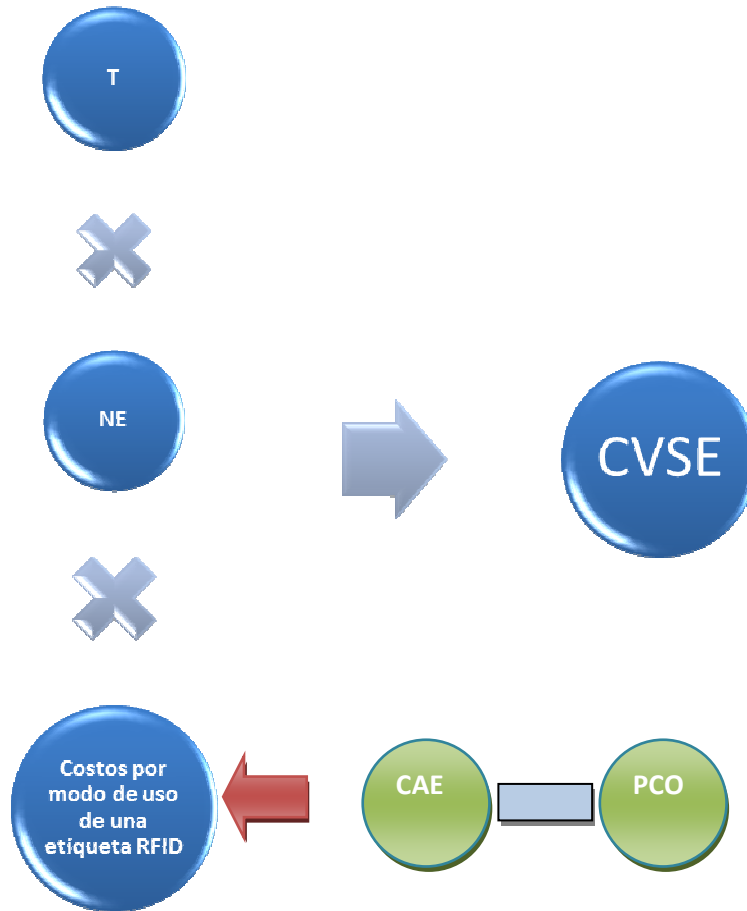 T
NE
CVSE
Costos por
modo de uso
de una
etiqueta RFID
CAE
PCO